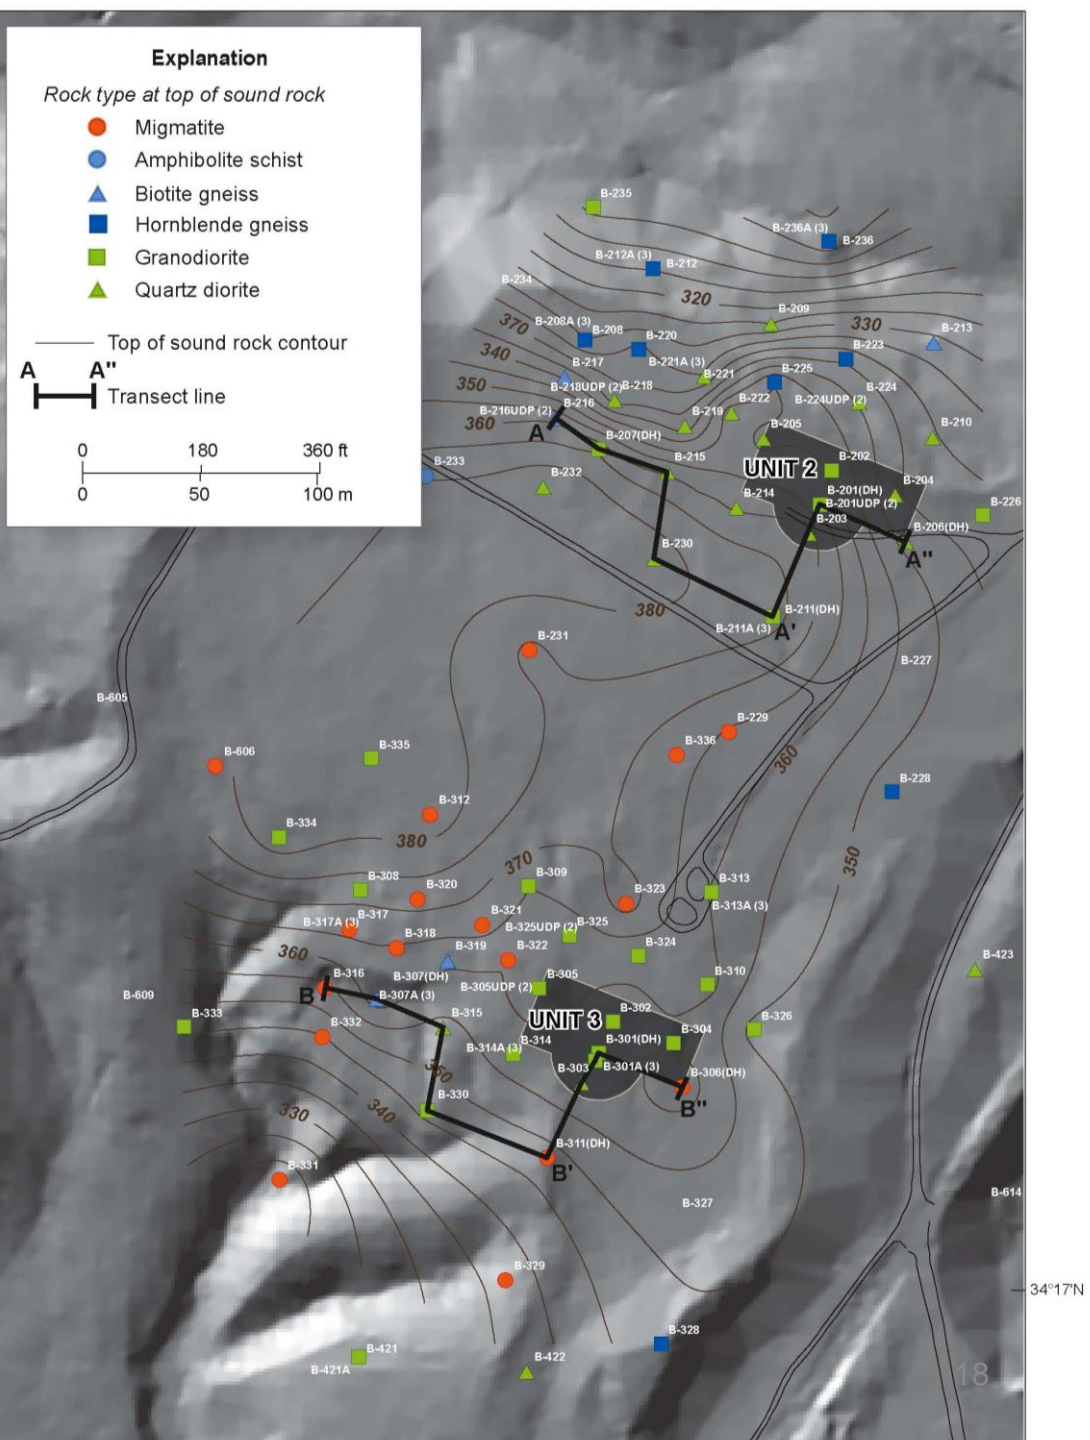 Explanation
Rock type at top of sound rock
Migmatite
Amphibolite schist
Biotite gneiss
Hornblende gneiss
Granodiorite
Quartz diorite
Top of sound rock contour
A A"
Transect line
0 180 360 ft
0 50 100 m
B-235
B-236A (3)
B-236
B-212A (3)
B-212
B-234
320
B-209
370
B-208A (3)
B-208
B-220
330
B-213
340
B-221A (3)
B-223
B-217
B-221
B-225
350
B-218UDP (2)
B-218
B-222
B-224UDP (2)
B-224
B-216UDP (2)
B-216
B-219
360
A
B-207(DH)
B-205
B-210
B-233
B-232
B-215
UNIT 2
B-202
B-204
B-214
B-201(DH)
B-201UDP (2)
B-203
B-226
B-206(DH)
A"
B-230
380
B-211(DH)
B-211A (3)
A'
B-231
B-227
B-605
B-229
B-336
360
B-606
B-335
B-228
B-312
B-334
380
370
350
B-308
B-320
B-309
B-323
B-313
B-313A (3)
B-317A (3)
B-317
B-321
B-325UDP (2)
B-325
B-318
B-319
B-322
B-324
360
B-423
B-316
B-307(DH)
B-307A (3)
B-305UDP (2)
B-305
B-310
B
B-609
B-333
B-332
B-315
UNIT 3
B-302
B-304
B-326
B-314A (3)
B-314
B-301(DH)
B-301A (3)
B-303
B-306(DH)
B"
330
340
B-330
B-311(DH)
B'
B-331
B-327
B-614
B-329
34°17'N
B-328
B-421
B-421A
B-422
18